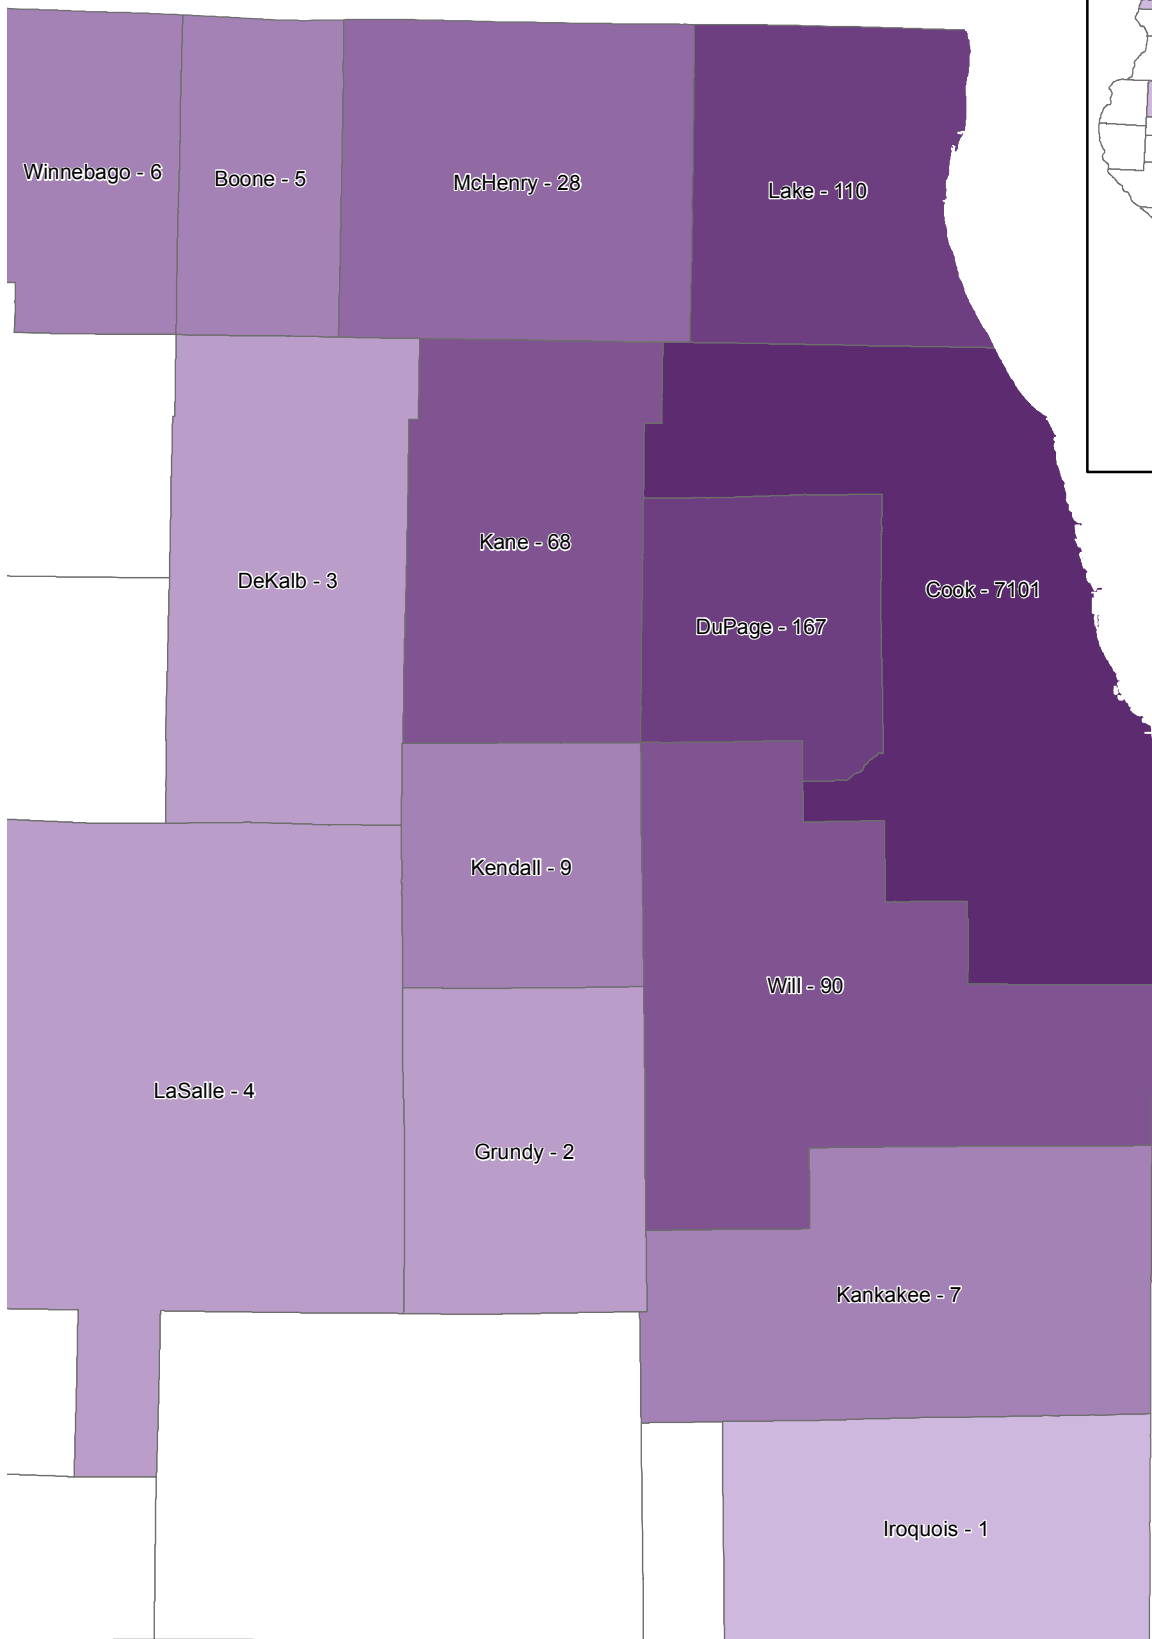 Winnebago - 6
Boone - 5
McHenry - 28
Lake - 110
Kane - 68
DeKalb - 3
Cook - 7101
DuPage - 167
Kendall - 9
Will - 90
LaSalle - 4
Grundy - 2
Kankakee - 7
Iroquois - 1